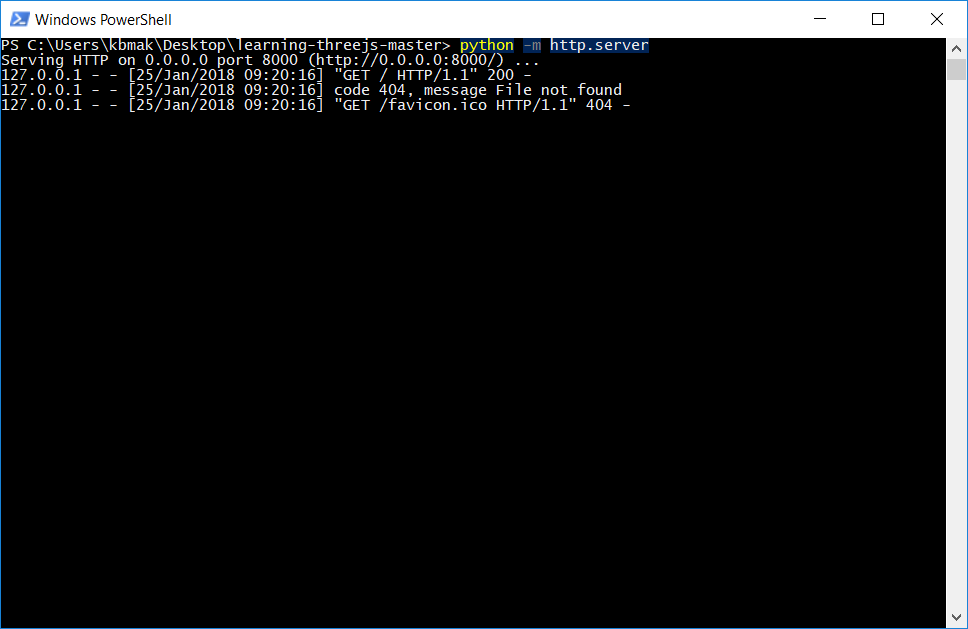 Windows PowerShell
PS C:\Users\kbmak\Desktop\learning-threejs-master> python -m http.server
Serving HTTP on 0.0.0.0 port 8000 (http://0.0.0.0:8000/) ...
127.0.0.1 - - [25/Jan/2018 09:20:16] "GET / HTTP/1.1" 200 -
127.0.0.1 - - [25/Jan/2018 09:20:16] code 404, message File not found
127.0.0.1 - - [25/Jan/2018 09:20:16] "GET /favicon.ico HTTP/1.1" 404 -